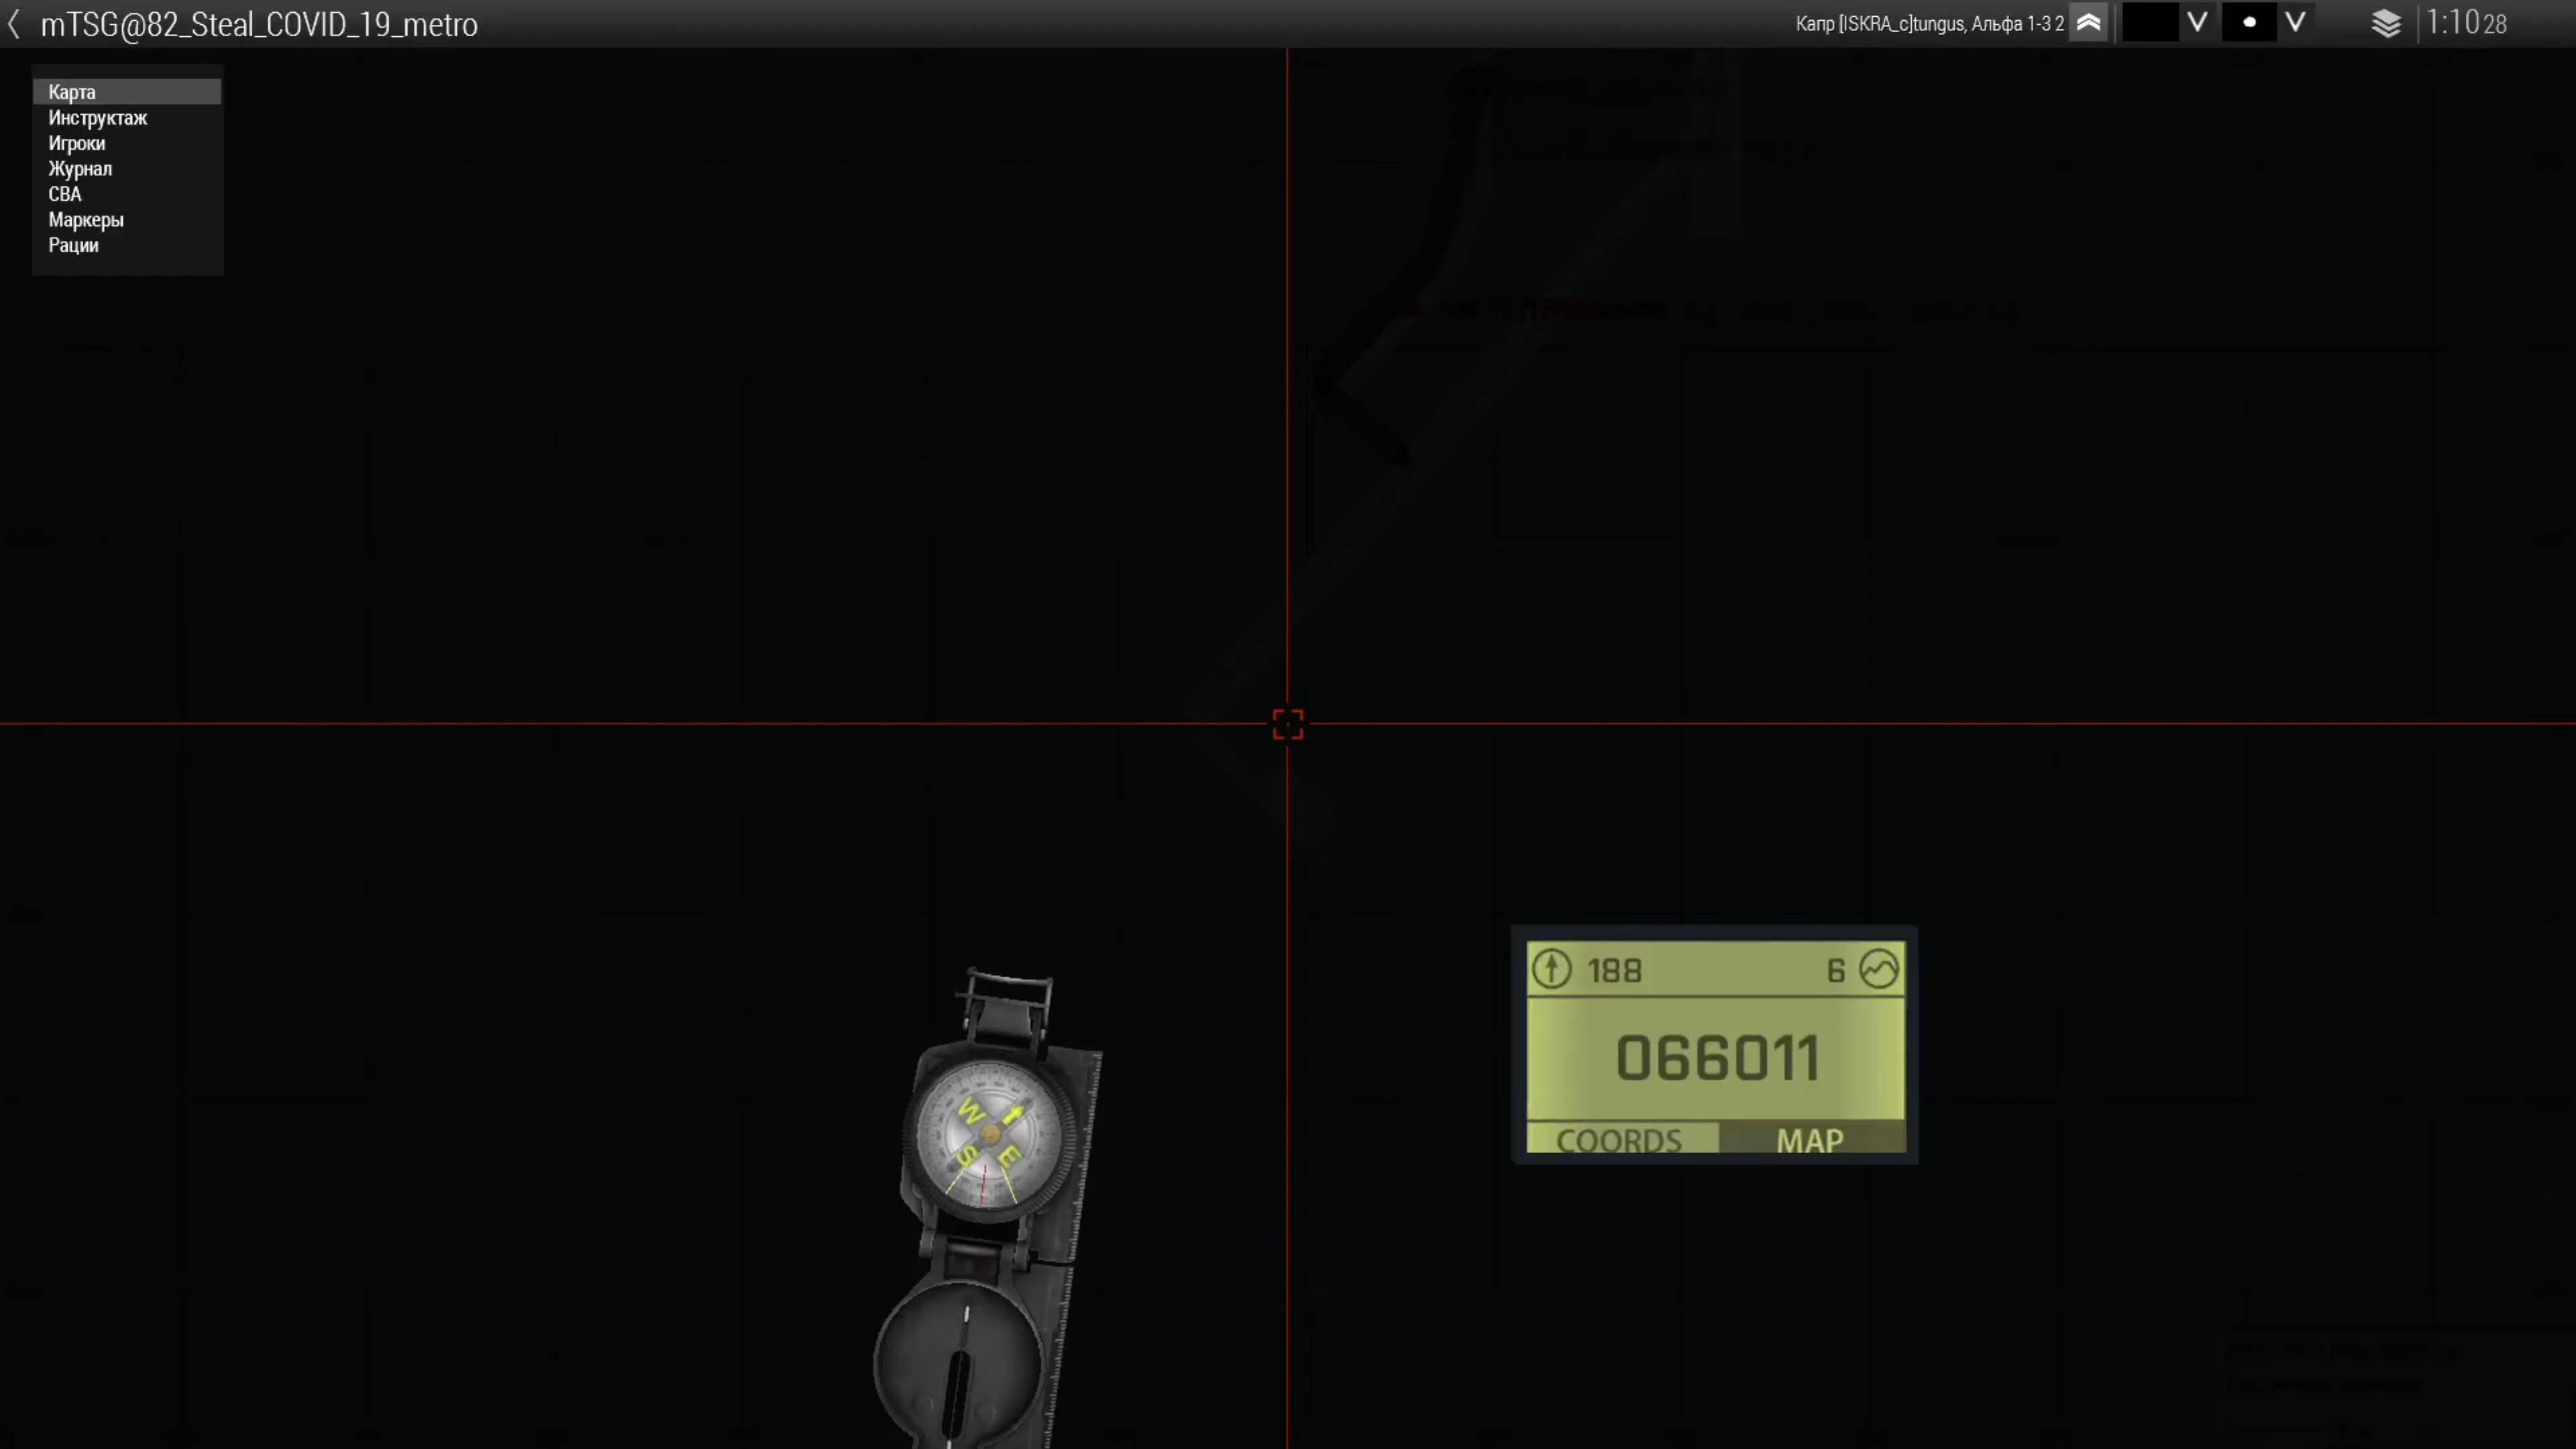 mTSG@82_Steal_COVID_19_metro
Капр [ISKRA_c]tungus, Альфа 1-3 2
1:10 28
Карта
Инструктаж
Игроки
Журнал
СВА
Маркеры
Рации
188
6
066011
COORDS
MAP
W
E
S